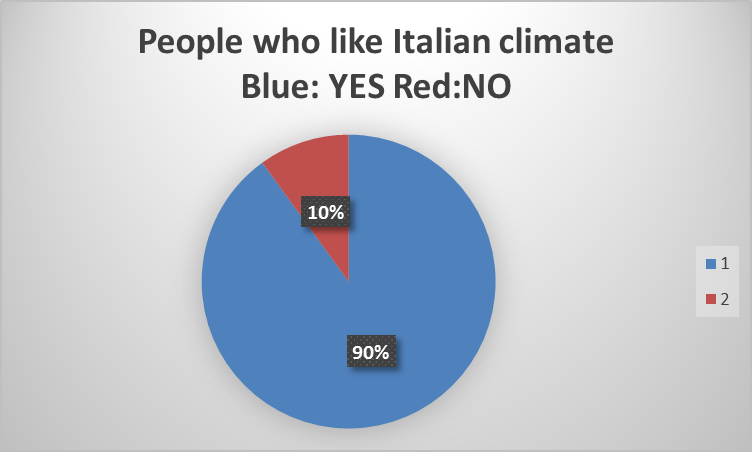 People who like Italian climate
Blue: YES Red:NO
10%
90%
1
2